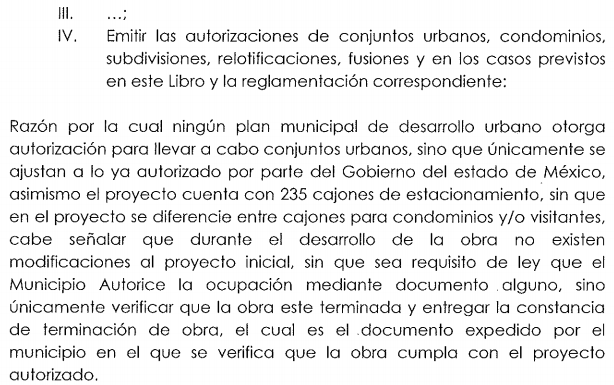 III. ...;
IV. Emitir las autorizaciones de conjuntos urbanos, condominios,
subdivisiones, relotificaciones, fusiones y en los casos previstos
en este Libro y la reglamentación correspondiente:
Razón por la cual ningún plan municipal de desarrollo urbano otorga
autorización para llevar a cabo conjuntos urbanos, sino que únicamente se
ajustan a lo ya autorizado por parte del Gobierno del estado de México,
asimismo el proyecto cuenta con 235 cajones de estacionamiento, sin que
en el proyecto se diferencie entre cajones para condominios y/o visitantes,
cabe señalar que durante el desarrollo de la obra no existen
modificaciones al proyecto inicial, sin que sea requisito de ley que el
Municipio Autorice la ocupación mediante documento alguno, sino
únicamente verificar que la obra este terminada y entregar la constancia
de terminación de obra, el cual es el documento expedido por el
municipio en el que se verifica que la obra cumpla con el proyecto
autorizado.